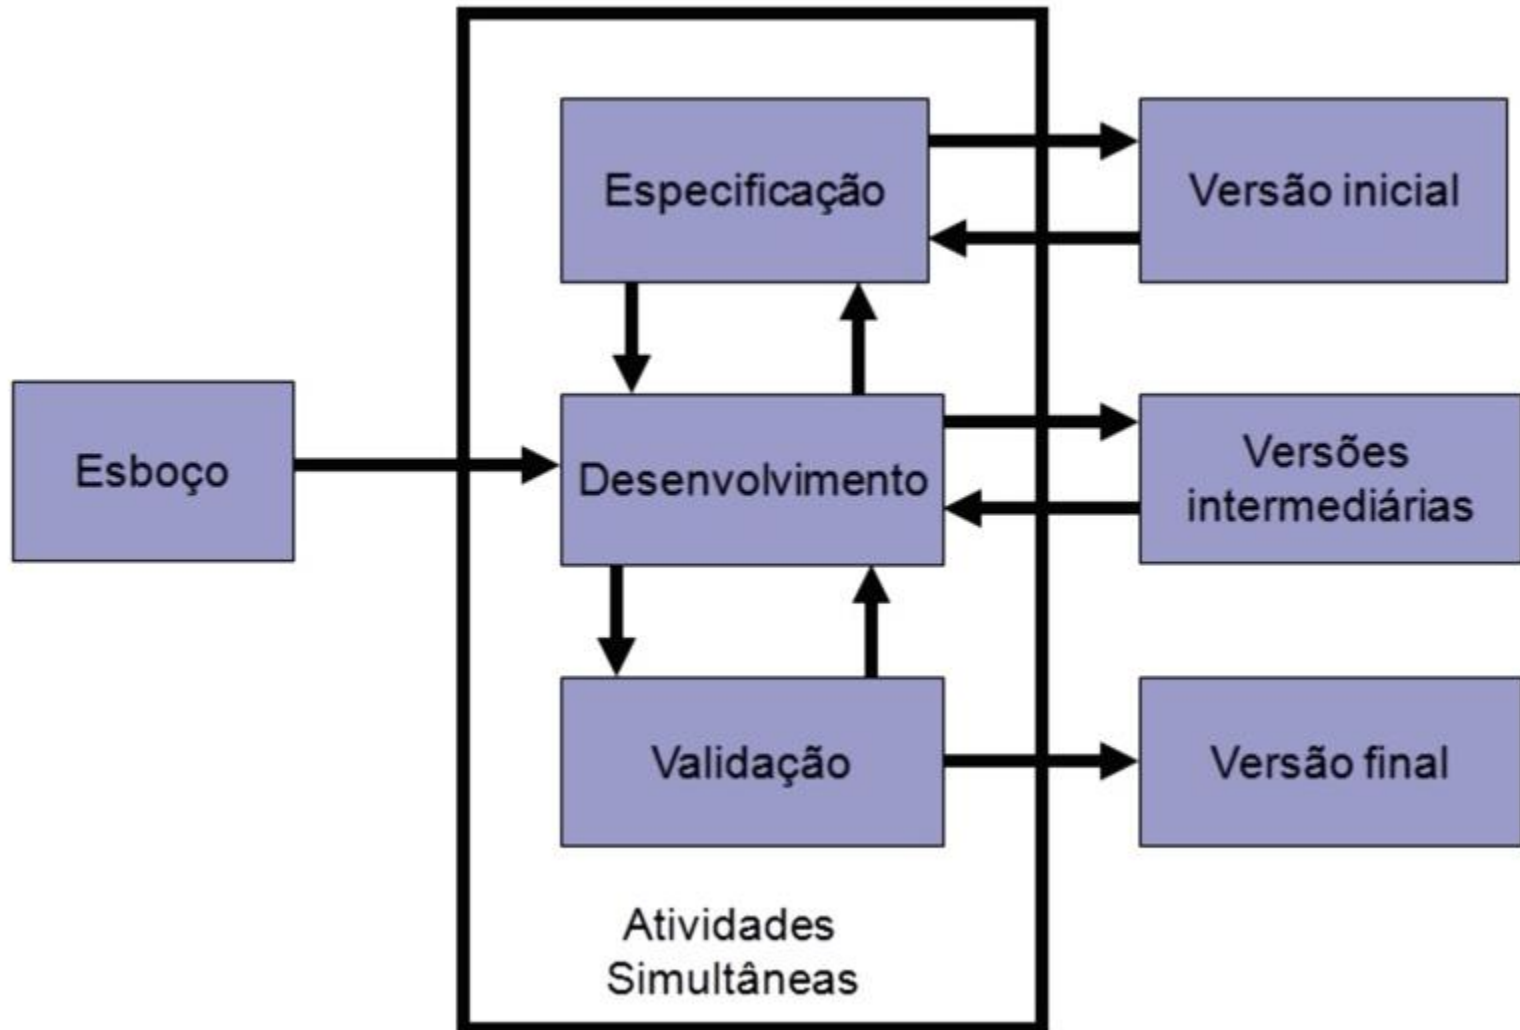 Especificação
Versão inicial
Esboço
Desenvolvimento
Versões
intermediárias
Validação
Versão final
Atividades
Simultâneas